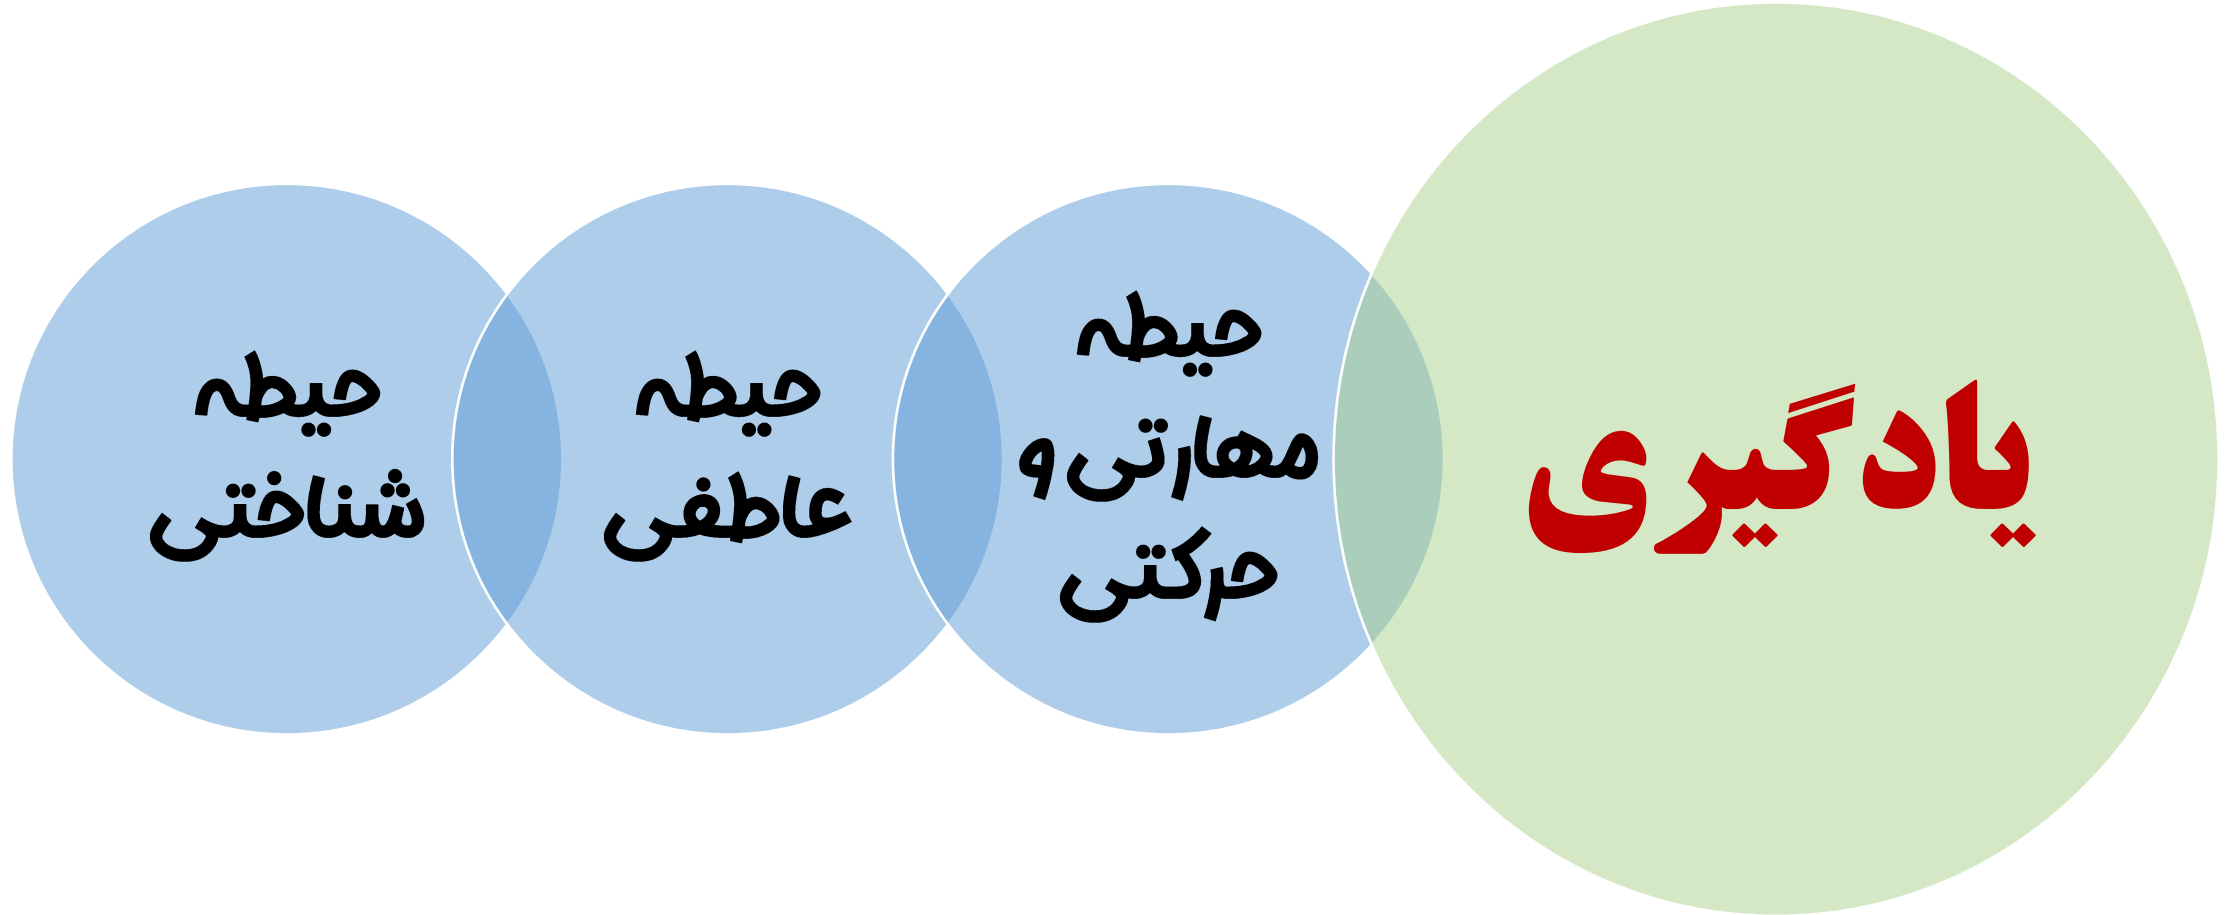 یادگیری
حیطه
مهارتی و
حرکتی
حیطه
عاطفی
حیطه
شناختی